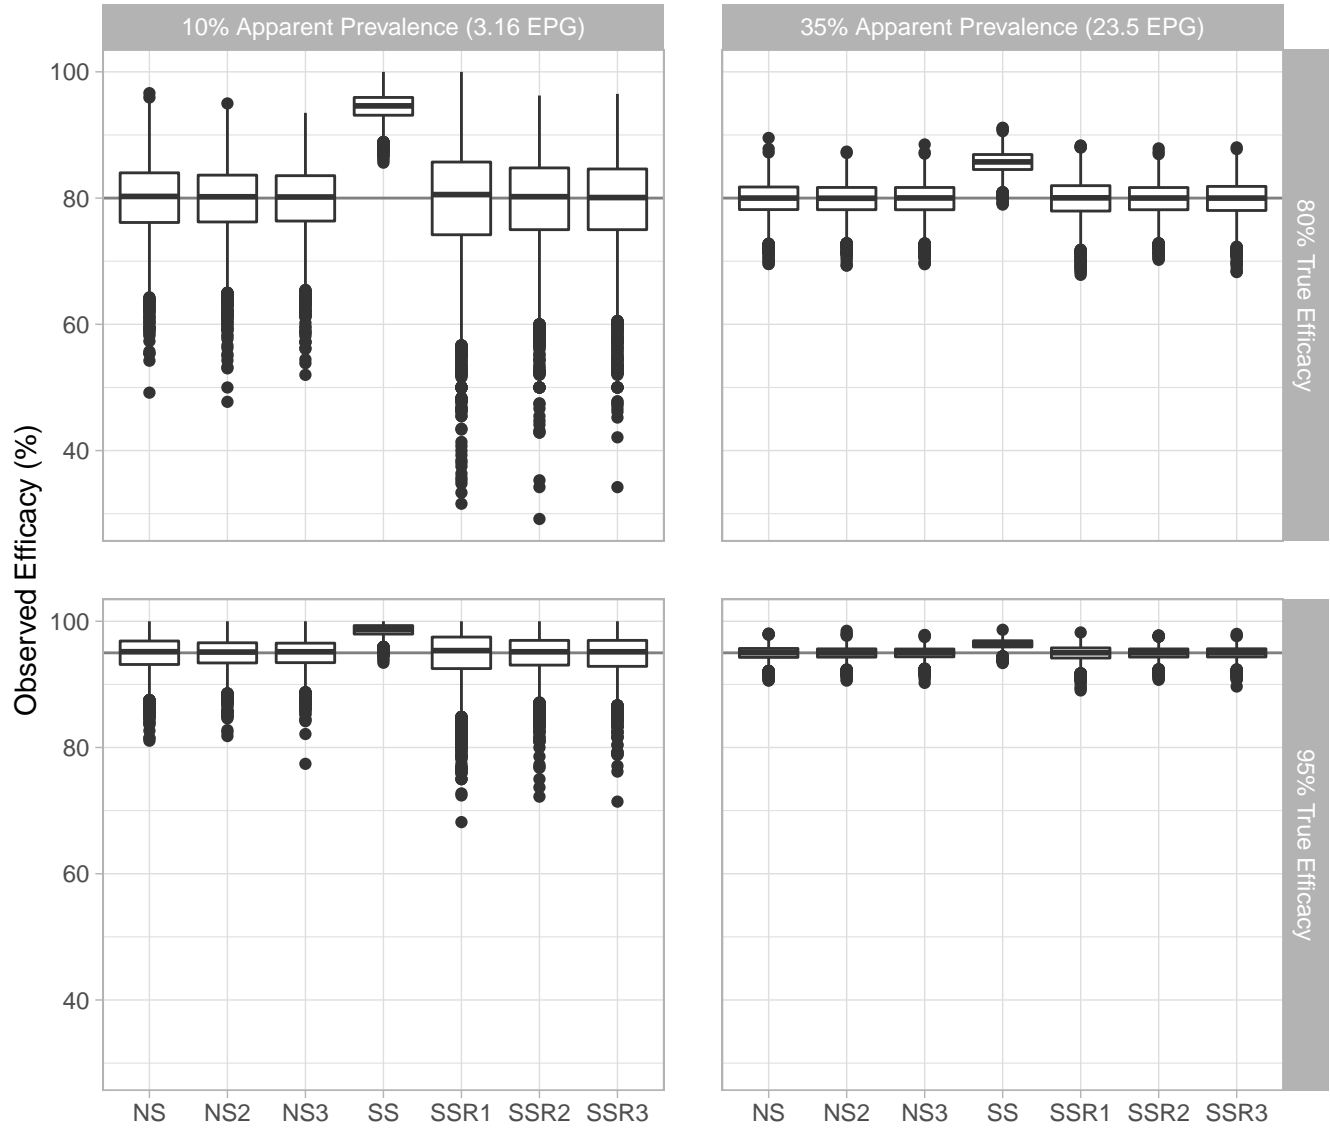 10% Apparent Prevalence (3.16 EPG)
35% Apparent Prevalence (23.5 EPG)
Observed Efficacy (%)
100
80
60
40
80% True Efficacy
100
80
60
40
95% True Efficacy
NS NS2 NS3 SS SSR1 SSR2 SSR3
NS NS2 NS3 SS SSR1 SSR2 SSR3